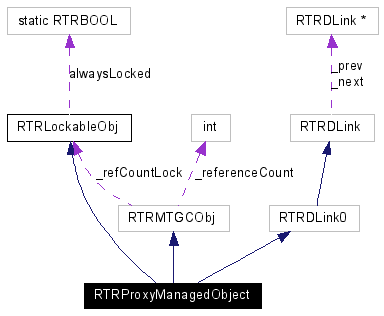 static RTRBOOL
RTRDLink *
alwaysLocked
_prev
_next
RTRLockableObj
int
RTRDLink
_refCountLock
_referenceCount
RTRMTGCObj
RTRDLink0
RTRProxyManagedObject